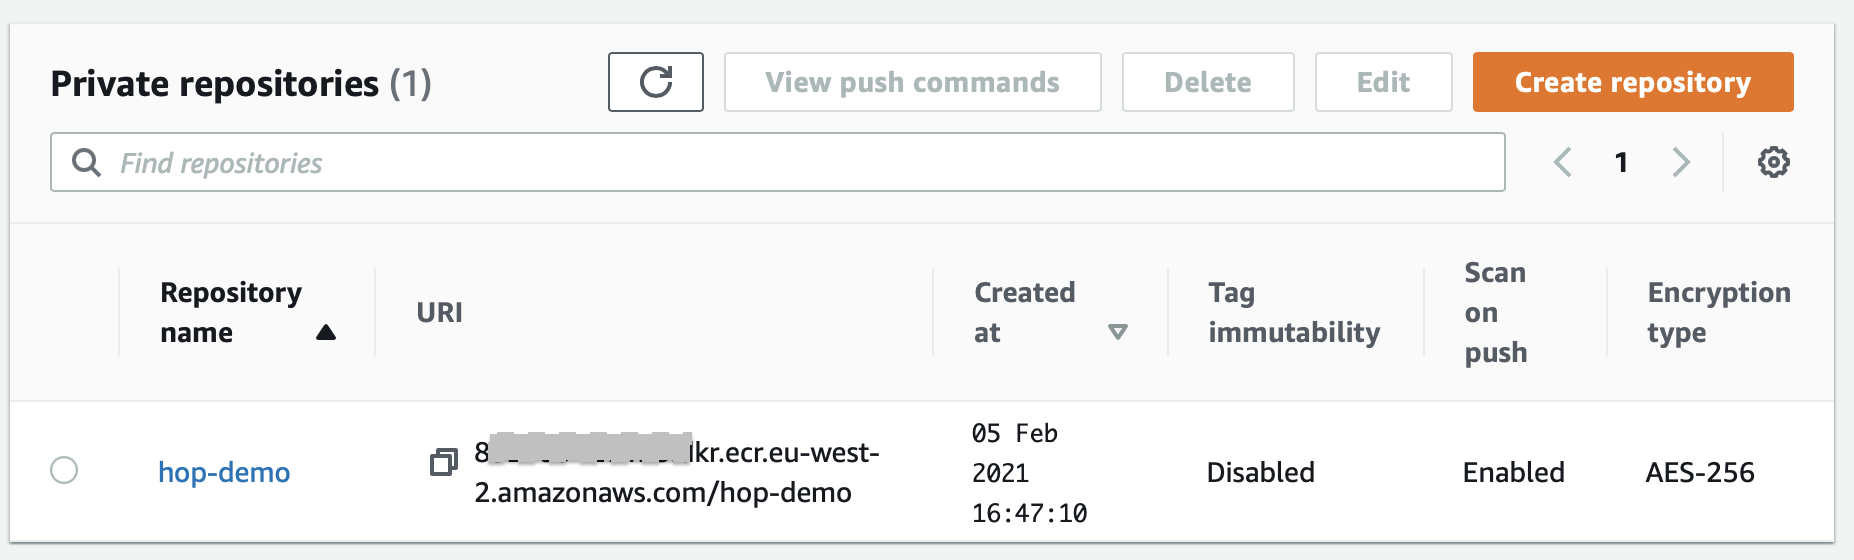 Private repositories (1)
View push commands
Delete
Edit
Create repository
Find repositories
1
Repository
name
URI
Created
at
Tag
immutability
Scan
on
push
Encryption
type
hop-demo
8 dkr.ecr.eu-west-
2.amazonaws.com/hop-demo
05 Feb
2021
16:47:10
Disabled
Enabled
AES-256